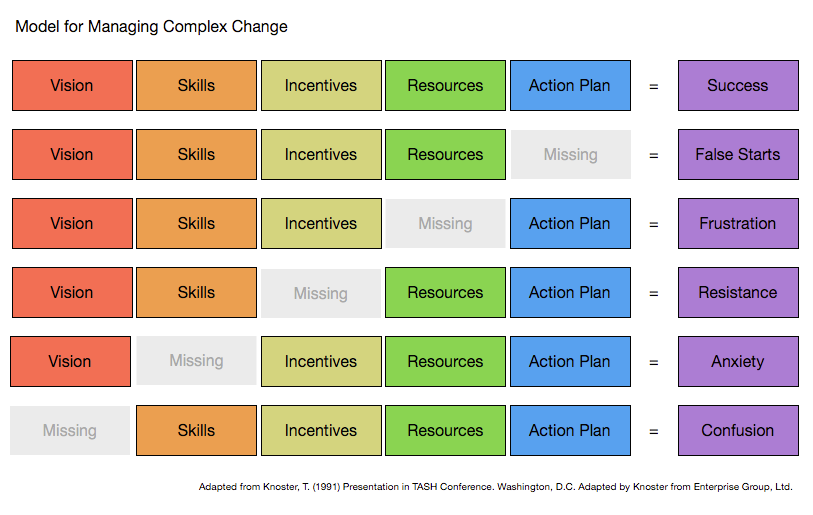 Model for Managing Complex Change
Vision Skills Incentives Resources Action Plan = Success
Vision Skills Incentives Resources Missing = False Starts
Vision Skills Incentives Missing Action Plan = Frustration
Vision Skills Missing Resources Action Plan = Resistance
Vision Missing Incentives Resources Action Plan = Anxiety
Missing Skills Incentives Resources Action Plan = Confusion
Adapted from Knoster, T. (1991) Presentation in TASH Conference. Washington, D.C. Adapted by Knoster from Enterprise Group, Ltd.